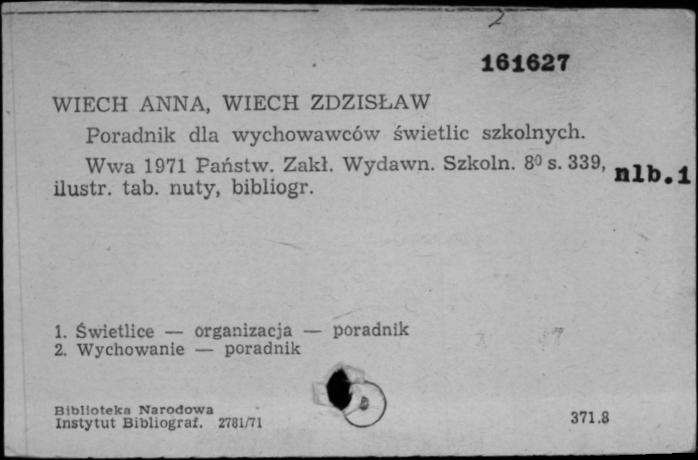 2
161627
WIECH ANNA, WIECH ZDZISŁAW
Poradnik dla wychowawców świetlic szkolnych.
Wwa 1971 Państw. Zakł. Wydawn. Szkoln. 8⁰ s. 339, nlb.1
ilustr. tab. nuty, bibliogr.
1. Świetlice — organizacja — poradnik
2. Wychowanie — poradnik
Biblioteka Narodowa
Instytut Bibliograf. 2781/71
371.8